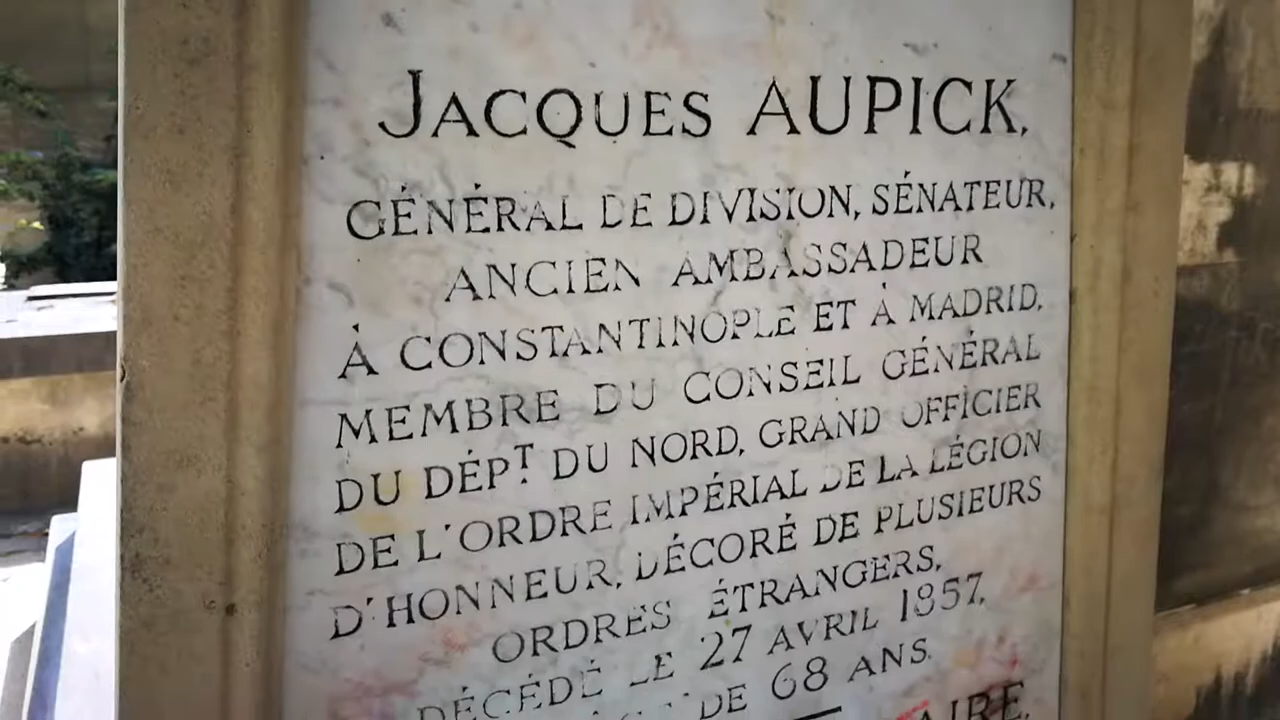 JACQUES AUPICK,
GÉNÉRAL DE DIVISION, SÉNATEUR,
ANCIEN AMBASSADEUR
À CONSTANTINOPLE ET À MADRID,
MEMBRE DU CONSEIL GÉNÉRAL
DU DÉPT DU NORD, GRAND OFFICIER
DE L'ORDRE IMPÉRIAL DE LA LÉGION
D'HONNEUR, DÉCORÉ DE PLUSIEURS
ORDRES ÉTRANGERS,
DÉCÉDÉ LE 27 AVRIL 1857,
DE 68 ANS.